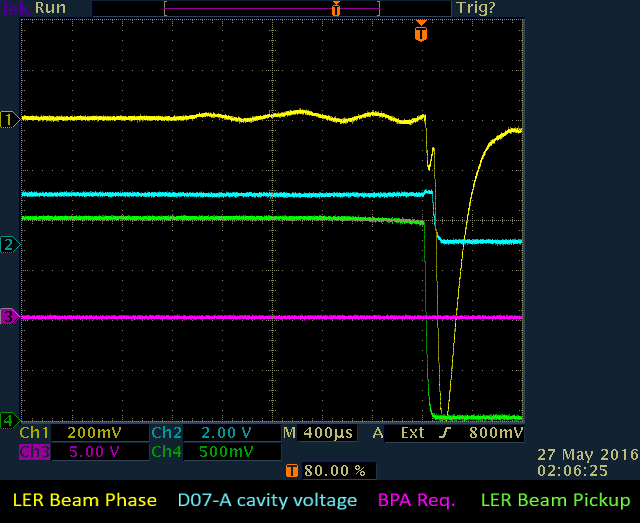 Tek Run Trig?
T
T
1
2
3
4
Ch1 200mV Ch2 2.00 V M 400µs A Ext 800mV
Ch3 5.00 V Ch4 500mV
T 80.00 %
27 May 2016
02:06:25
LER Beam Phase D07-A cavity voltage BPA Req. LER Beam Pickup